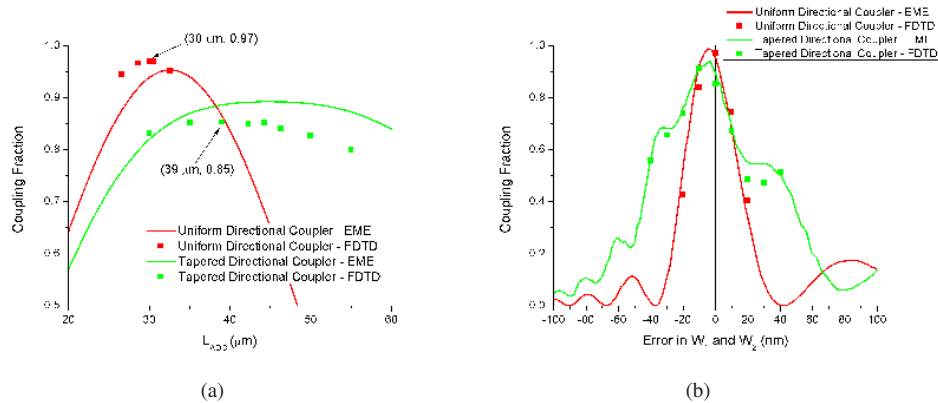 Coupling Fraction
1.0
0.9
0.8
0.7
0.6
0.5
(30 µm, 0.97)
(39 µm, 0.85)
Uniform Directional Coupler - EME
Uniform Directional Coupler - FDTD
Tapered Directional Coupler - EME
Tapered Directional Coupler - FDTD
20 30 40 50 60
(µm)
(a)
Uniform Directional Coupler - EME
Uniform Directional Coupler - FDTD
Tapered Directional Coupler
Tapered Directional Coupler - FDTD
Coupling Fraction
1.0
0.8
0.6
0.4
0.2
0.0
-100 -80 -60 -40 -20 0 20 40 60 80 100
Error in and W2 (nm)
(b)